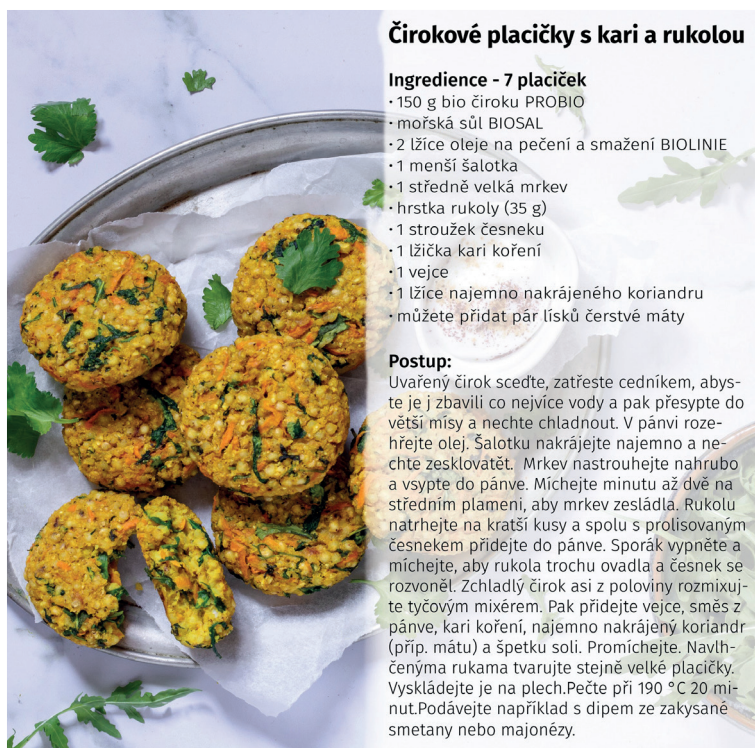 Čirokové placičky s kari a rukolou
Ingredience - 7 placiček
· 150 g bio čiroku PROBIO
· mořská sůl BIOSAL
· 2 lžíce oleje na pečení a smažení BIOLINIE
· 1 menší šalotka
· 1 středně velká mrkev
· hrstka rukoly (35 g)
· 1 stroužek česneku
· 1 lžička kari koření
· 1 vejce
· 1 lžíce najemno nakrájeného koriandru
· můžete přidat pár lísků čerstvé máty
Postup:
Uvařený čirok sceďte, zatřeste cedníkem, abys-
te je j zbavili co nejvíce vody a pak přesypte do
větší mísy a nechte chladnout. V pánvi roze-
hřejte olej. Šalotku nakrájejte najemno a ne-
chte zesklovatět.  Mrkev nastrouhejte nahrubo
a vsypte do pánve. Míchejte minutu až dvě na
středním plameni, aby mrkev zesládla. Rukolu
natrhejte na kratší kusy a spolu s prolisovaným
česnekem přidejte do pánve. Sporák vypněte a
míchejte, aby rukola trochu ovadla a česnek se
rozvoněl. Zchladlý čirok asi z poloviny rozmixuj-
te tyčovým mixérem. Pak přidejte vejce, směs z
pánve, kari koření, najemno nakrájený koriandr
(příp. mátu) a špetku soli. Promíchejte. Navlh-
čenýma rukama tvarujte stejně velké placičky.
Vyskládejte je na plech.Pečte při 190 °C 20 mi-
nut.Podávejte například s dipem ze zakysané
smetany nebo majonézy.